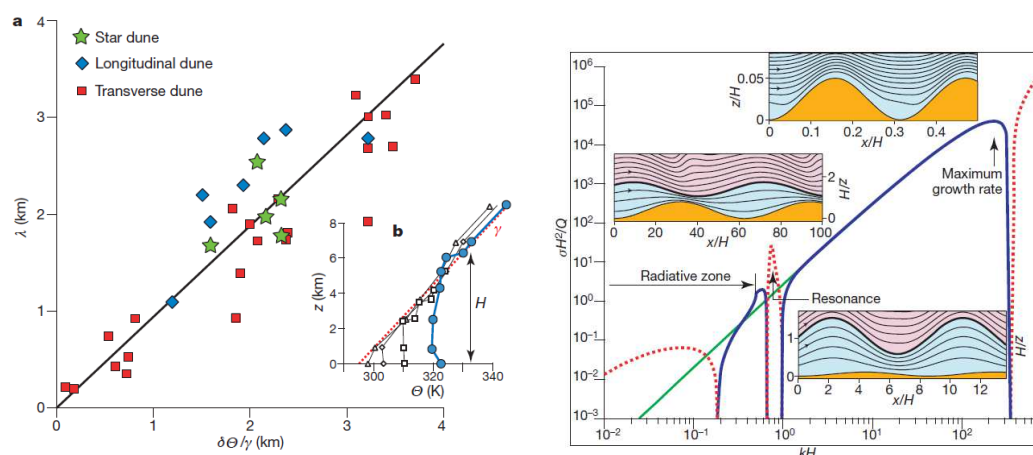 a
4
3
2
1
0
λ (km)
Star dune
Longitudinal dune
Transverse dune
0
1
2
3
4
δΘ/γ (km)
b
γ
8
4
0
z (km)
H
300
320
340
Θ (K)
10⁶
10⁵
10⁴
10³
10²
10¹
10⁰
10⁻¹
10⁻²
10⁻³
σH²/Q
0.05
0
z/H
0
0.1
0.2
0.3
0.4
x/H
Maximum
growth rate
2
0
z/H
0
20
40
60
80
100
x/H
Radiative zone
Resonance
1
0
z/H
0
2
4
6
8
10
12
x/H
10⁻²
10⁻¹
10⁰
10¹
10²
kH